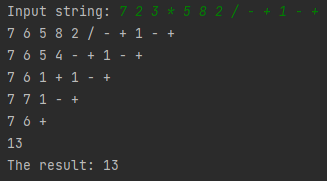 Input string: 7 2 3 * 5 8 2 / - + 1 - +
7 6 5 8 2 / - + 1 - +
7 6 5 4 - + 1 - +
7 6 1 + 1 - +
7 7 1 - +
7 6 +
13
The result: 13